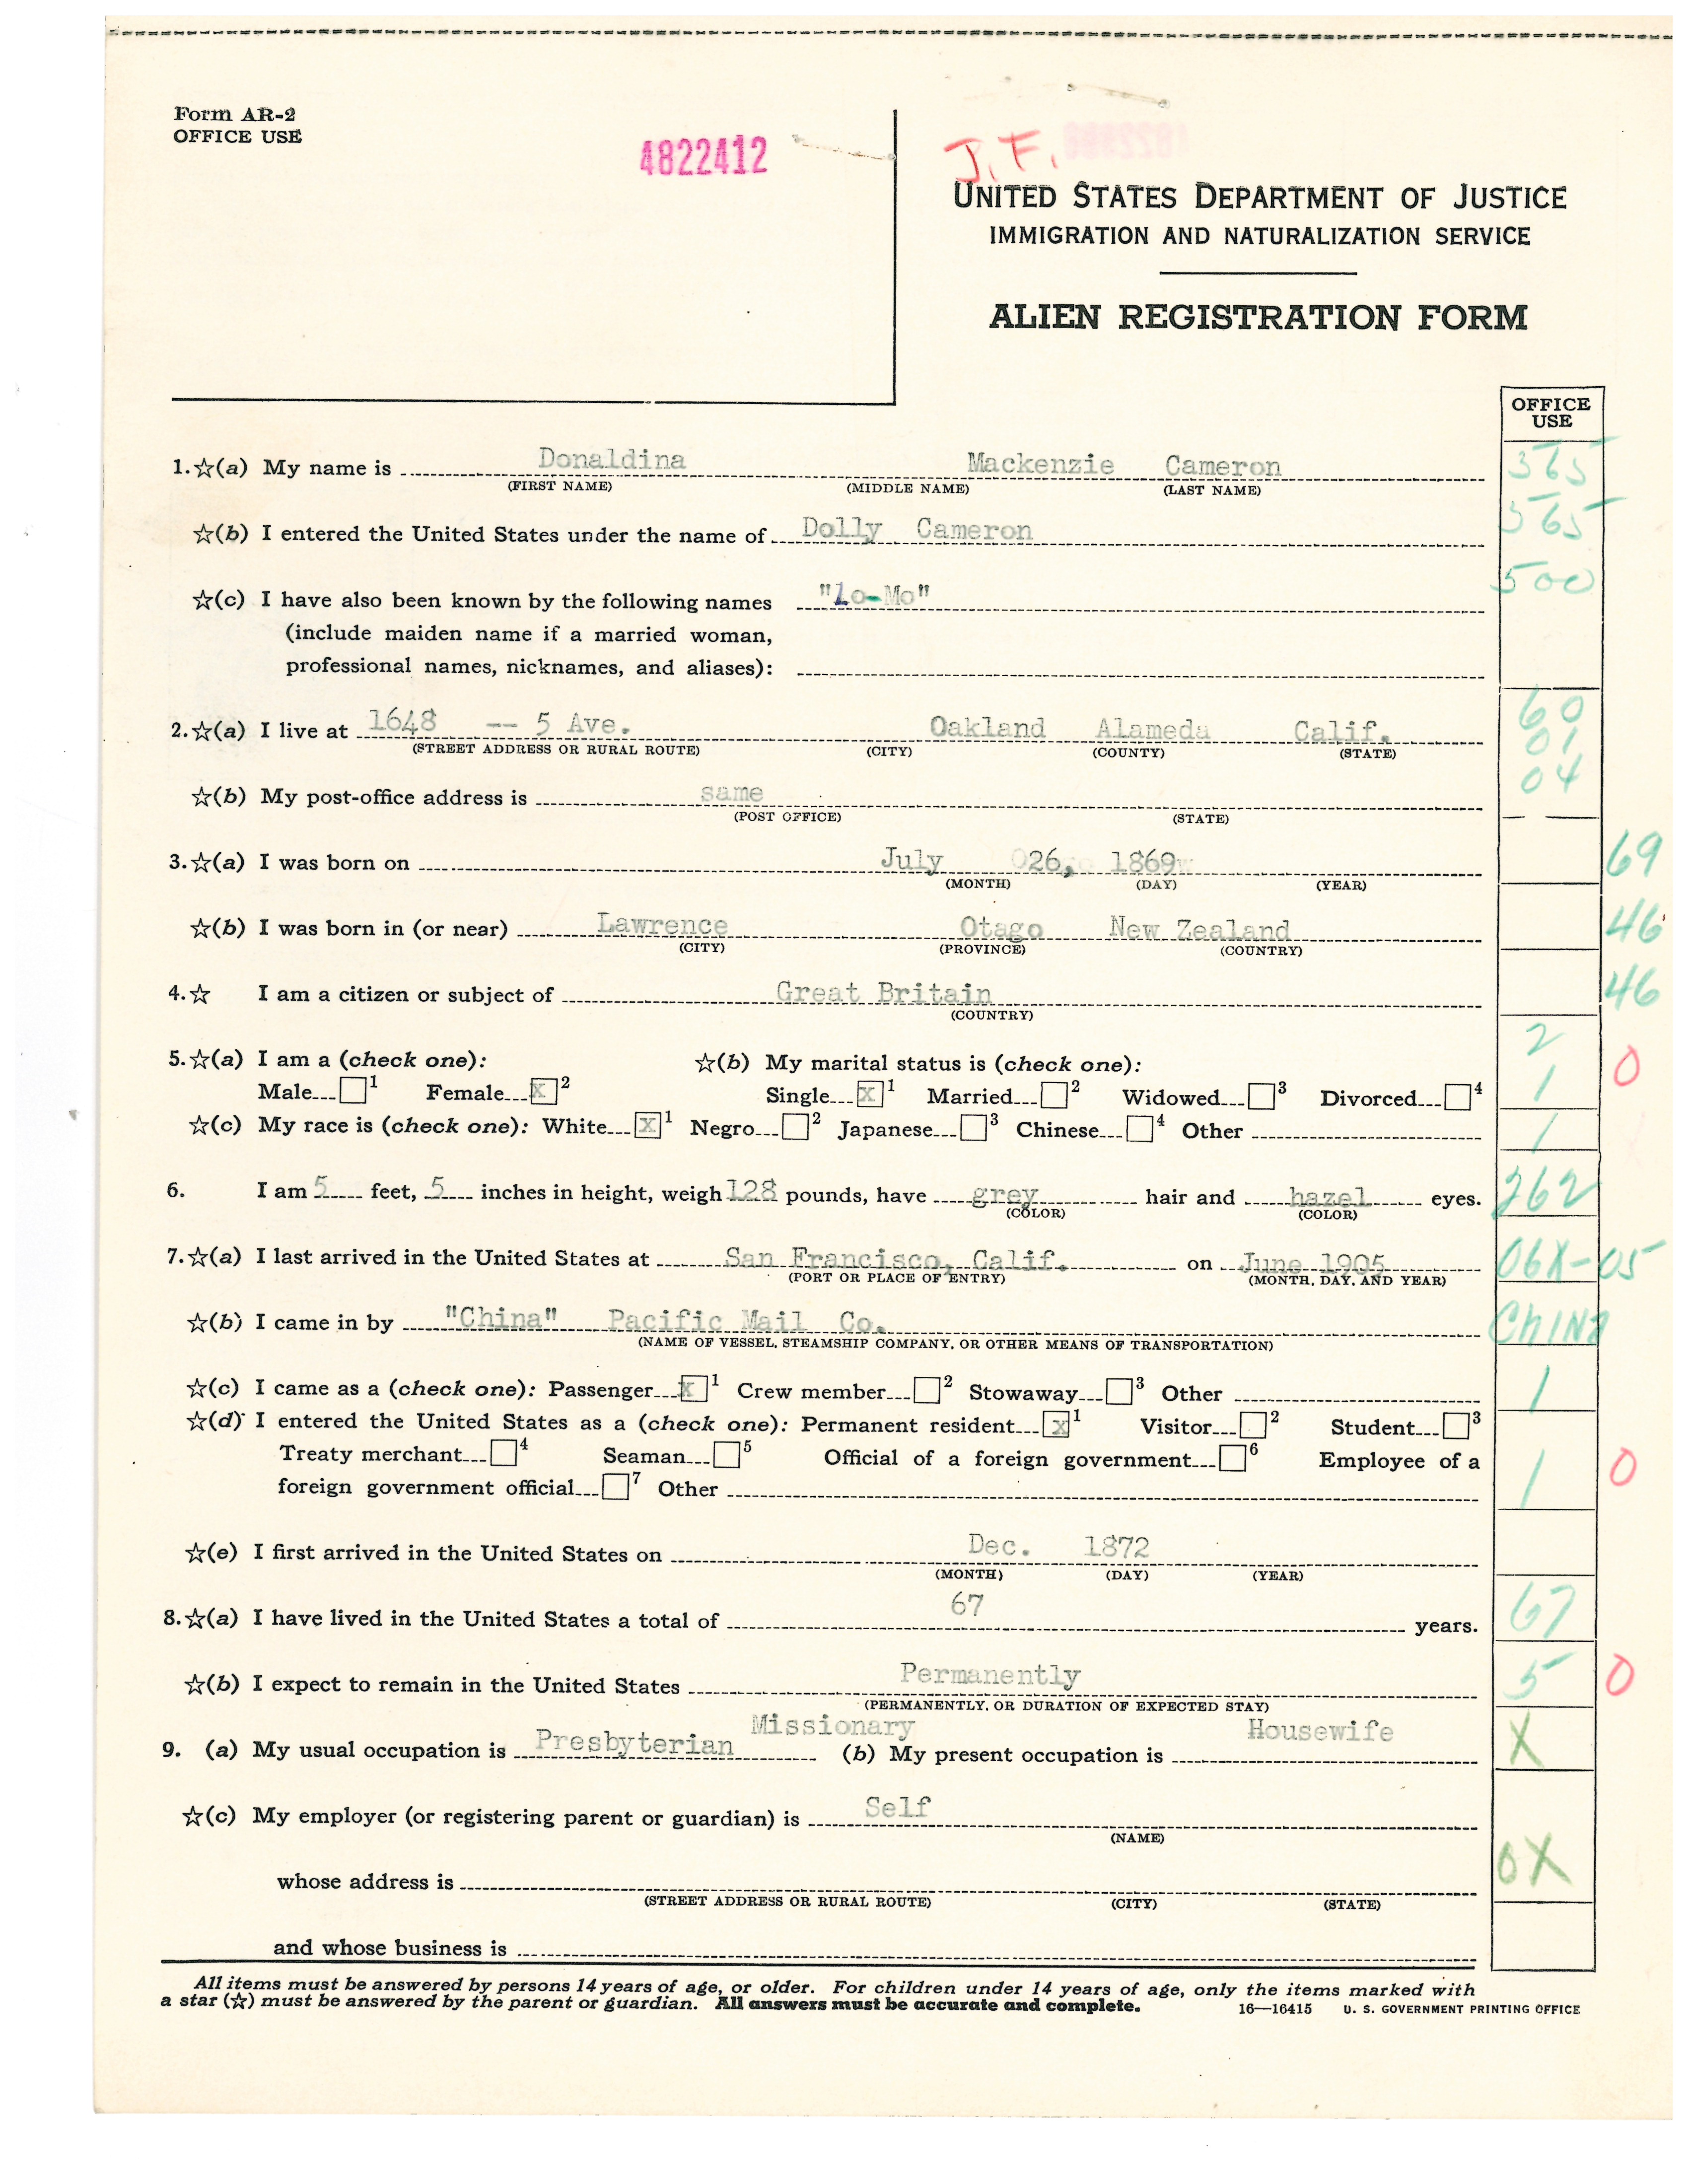 Form AR-2
OFFICE USE
4822412
J.F.
UNITED STATES DEPARTMENT OF JUSTICE
IMMIGRATION AND NATURALIZATION SERVICE
ALIEN REGISTRATION FORM
OFFICE
USE
1. ☆(a) My name is Donaldina Mackenzie Cameron 565
(FIRST NAME) (MIDDLE NAME) (LAST NAME)
☆(b) I entered the United States under the name of Dolly Cameron 565
☆(c) I have also been known by the following names "Lo-Mo" 500
(include maiden name if a married woman,
professional names, nicknames, and aliases):
2. ☆(a) I live at 1648 -- 5 Ave. Oakland Alameda Calif. 60
(STREET ADDRESS OR RURAL ROUTE) (CITY) (COUNTY) (STATE) 01
☆(b) My post-office address is same 04
(POST OFFICE) (STATE)
3. ☆(a) I was born on July 26, 1869 69
(MONTH) (DAY) (YEAR)
☆(b) I was born in (or near) Lawrence Otago New Zealand 46
(CITY) (PROVINCE) (COUNTRY)
4. ☆ I am a citizen or subject of Great Britain 46
(COUNTRY)
5. ☆(a) I am a (check one): ☆(b) My marital status is (check one): 2
Male 1 Female X 2 Single X 1 Married 2 Widowed 3 Divorced 4 1 0
☆(c) My race is (check one): White X 1 Negro 2 Japanese 3 Chinese 4 Other 1
6. I am 5 feet, 5 inches in height, weigh 128 pounds, have grey hair and hazel eyes. 262
(COLOR) (COLOR)
7. ☆(a) I last arrived in the United States at San Francisco, Calif. on June 1905 06X-05
(PORT OR PLACE OF ENTRY) (MONTH, DAY, AND YEAR)
☆(b) I came in by "China" Pacific Mail Co. CHINA
(NAME OF VESSEL, STEAMSHIP COMPANY, OR OTHER MEANS OF TRANSPORTATION)
☆(c) I came as a (check one): Passenger X 1 Crew member 2 Stowaway 3 Other 1
☆(d) I entered the United States as a (check one): Permanent resident X 1 Visitor 2 Student 3
Treaty merchant 4 Seaman 5 Official of a foreign government 6 Employee of a 1 0
foreign government official 7 Other
☆(e) I first arrived in the United States on Dec. 1872
(MONTH) (DAY) (YEAR)
8. ☆(a) I have lived in the United States a total of 67 years. 67
☆(b) I expect to remain in the United States Permanently 5 0
(PERMANENTLY, OR DURATION OF EXPECTED STAY)
9. (a) My usual occupation is Presbyterian Missionary (b) My present occupation is Housewife X
☆(c) My employer (or registering parent or guardian) is Self
(NAME)
whose address is 0X
(STREET ADDRESS OR RURAL ROUTE) (CITY) (STATE)
and whose business is
All items must be answered by persons 14 years of age, or older. For children under 14 years of age, only the items marked with
a star (☆) must be answered by the parent or guardian. All answers must be accurate and complete.
16—16415 U. S. GOVERNMENT PRINTING OFFICE